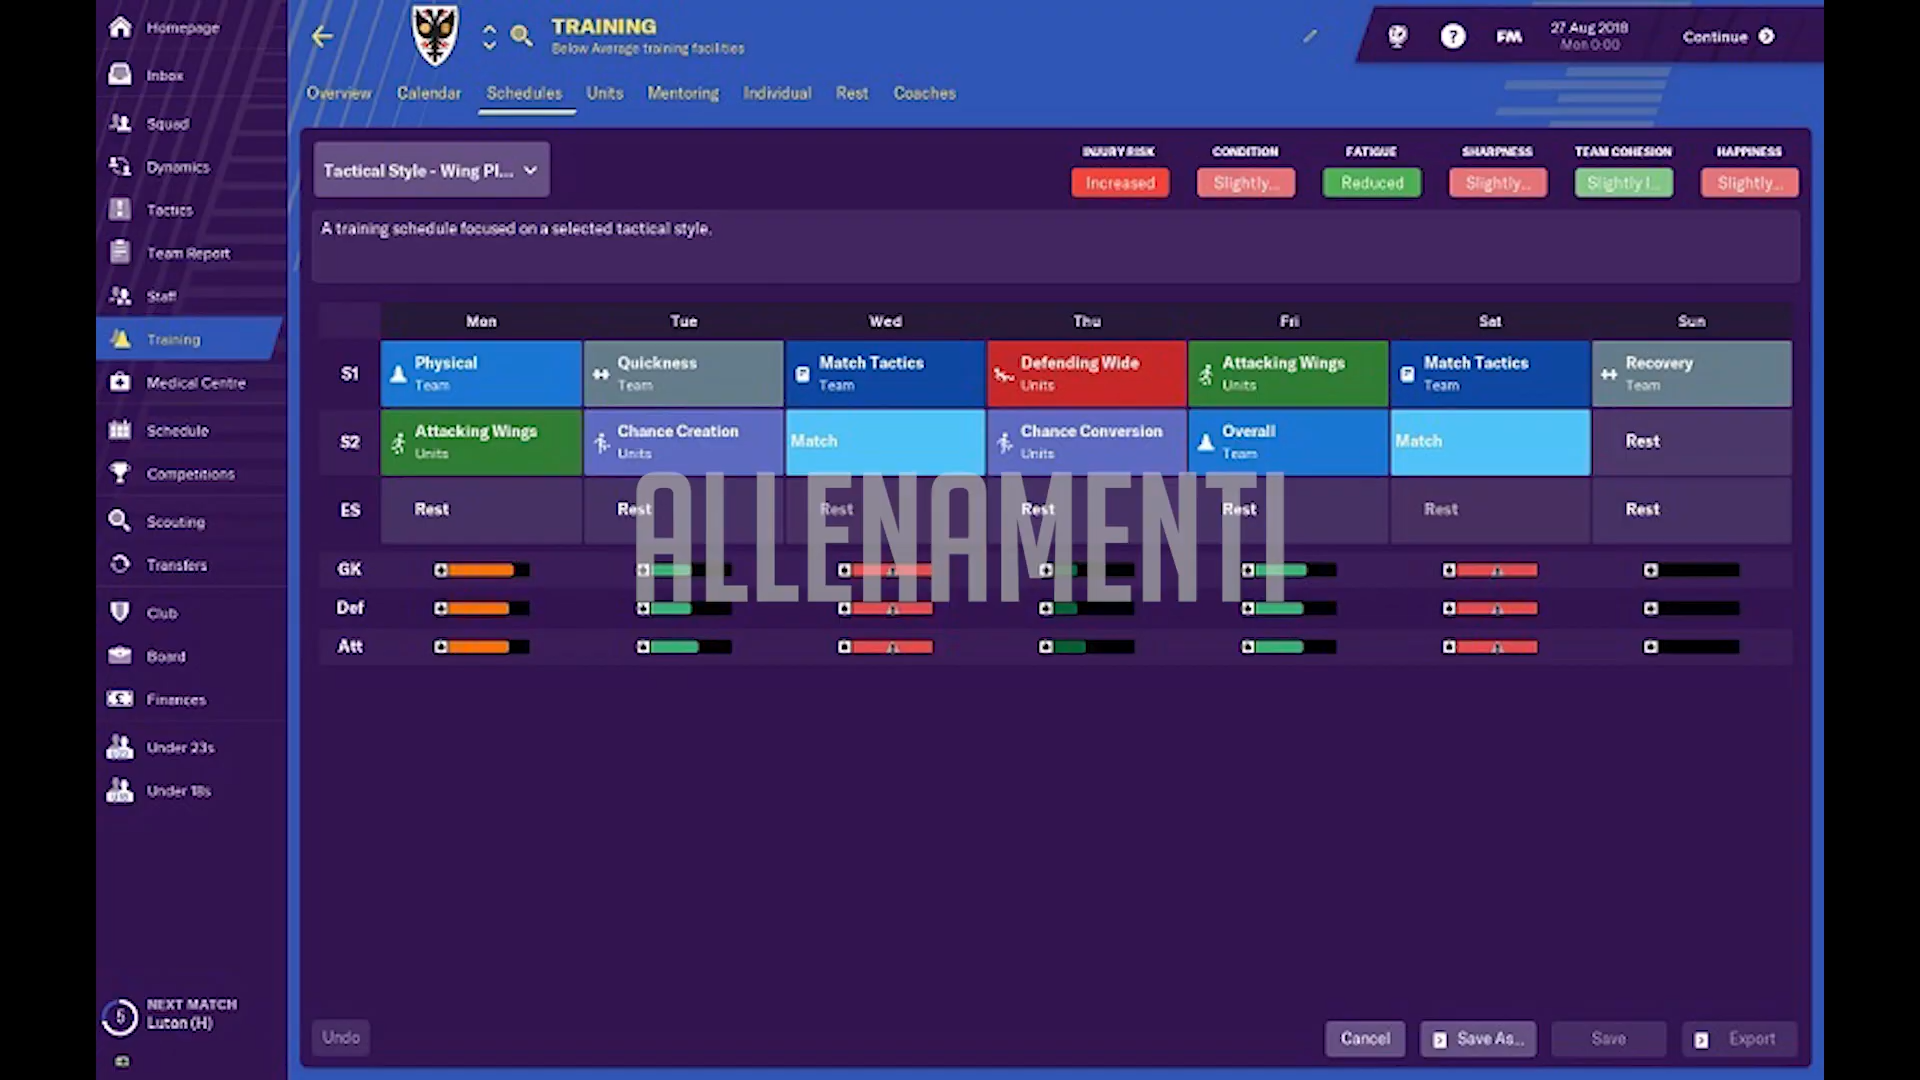 Homepage
Inbox
Squad
Dynamics
Tactics
Team Report
Staff
Training
Medical Centre
Schedule
Competitions
Scouting
Transfers
Club
Board
Finances
Under 23s
Under 18s
NEXT MATCH
5
Luton (H)
TRAINING
Below Average training facilities
FM
27 Aug 2018
Mon 0:00
Continue
Overview Calendar Schedules Units Mentoring Individual Rest Coaches
Tactical Style - Wing Pl...
INJURY RISK CONDITION FATIGUE SHARPNESS TEAM COHESION HAPPINESS
Increased Slightly... Reduced Slightly... Slightly I... Slightly...
A training schedule focused on a selected tactical style.
Mon Tue Wed Thu Fri Sat Sun
S1 Physical Quickness Match Tactics Defending Wide Attacking Wings Match Tactics Recovery
Team Team Team Units Units Team Team
S2 Attacking Wings Chance Creation Match Chance Conversion Overall Match Rest
Units Units Units Team
ES Rest Rest Rest Rest Rest Rest Rest
ALLENAMENTI
GK
Def
Att
Undo Cancel Save As... Save Export